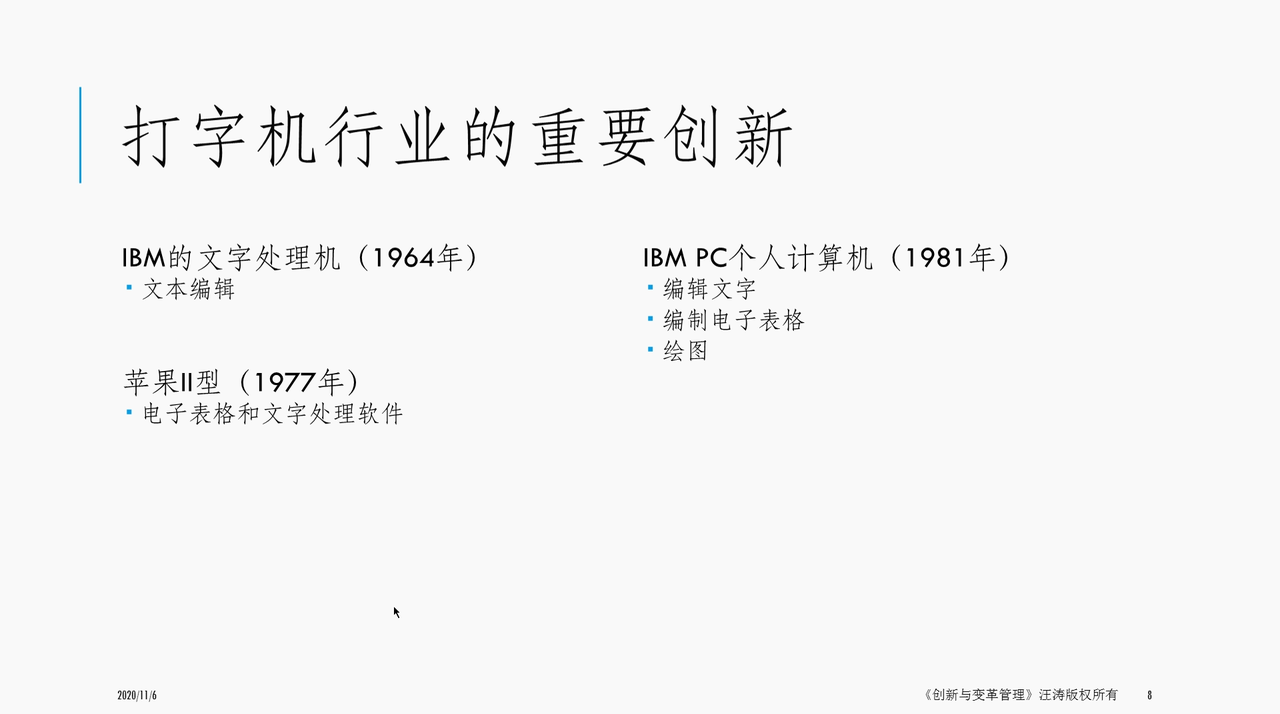 打字机行业的重要创新
IBM的文字处理机（1964年）
文本编辑
苹果II型（1977年）
电子表格和文字处理软件
IBM PC个人计算机（1981年）
编辑文字
编制电子表格
绘图
2020/11/6
《创新与变革管理》汪涛版权所有
8